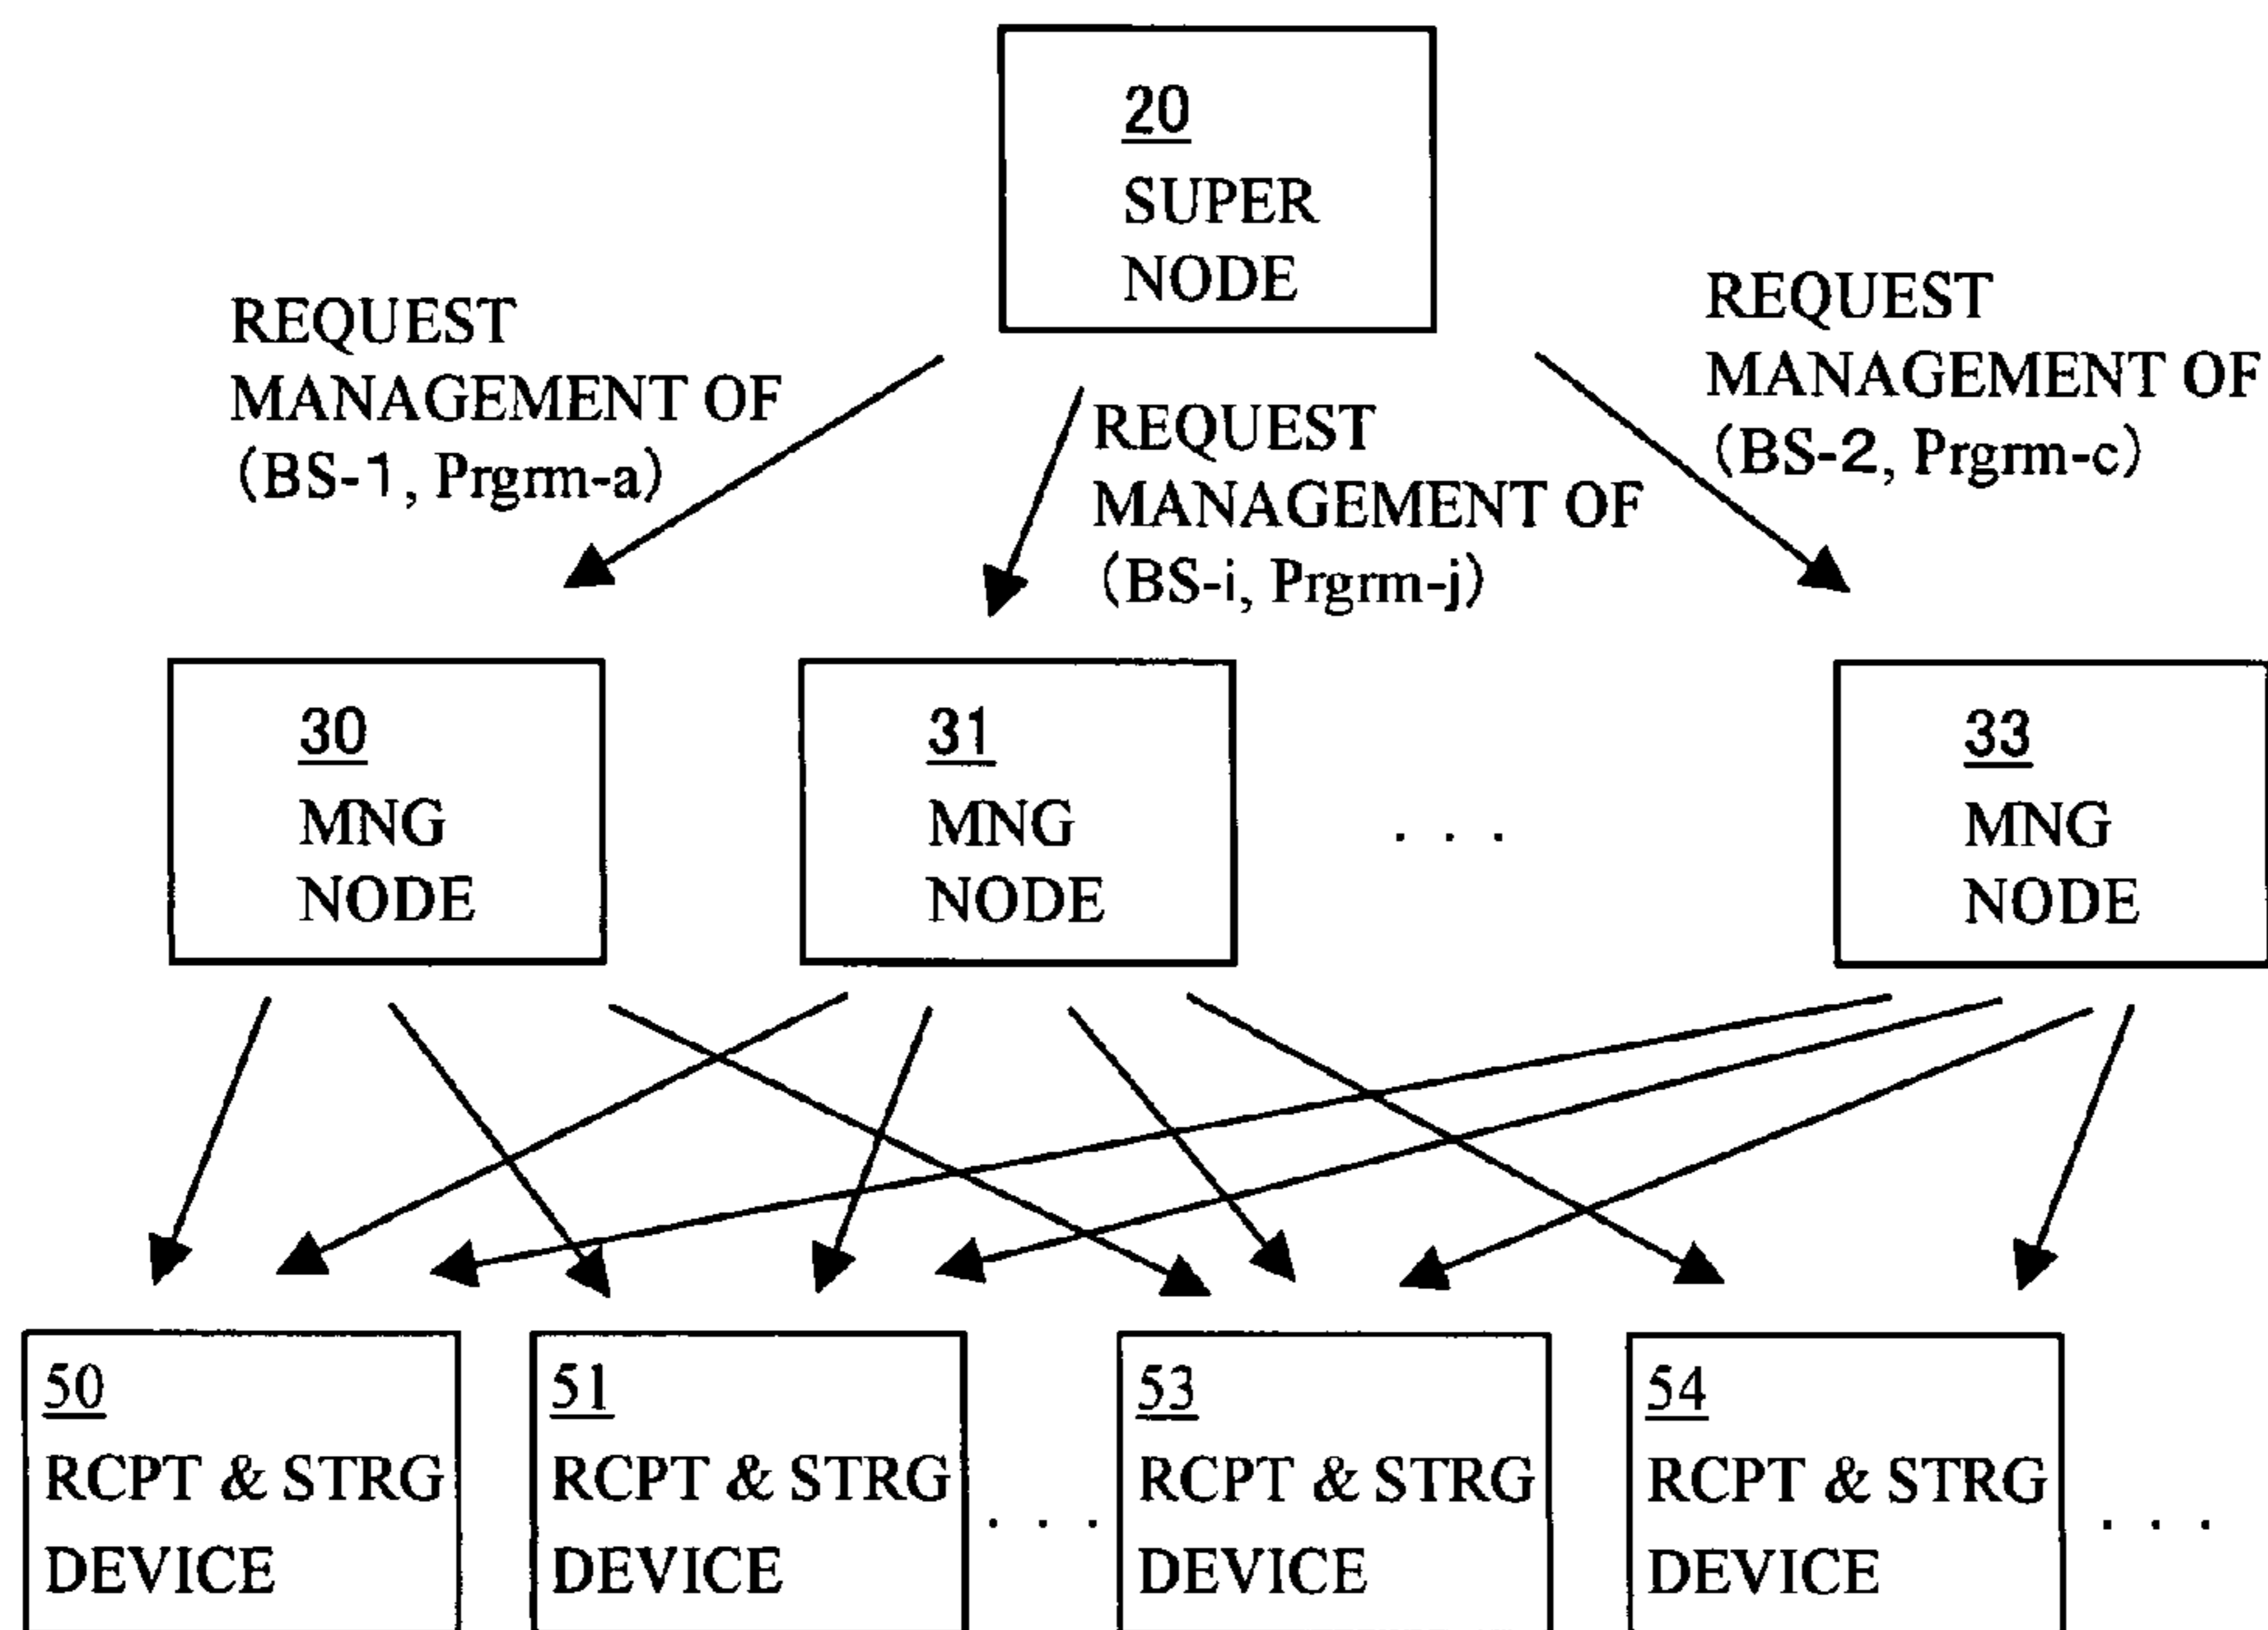 20
SUPER
NODE
REQUEST
MANAGEMENT OF
(BS-1, Prgrm-a)
REQUEST
MANAGEMENT OF
(BS-i, Prgrm-j)
REQUEST
MANAGEMENT OF
(BS-2, Prgrm-c)
30
MNG
NODE
31
MNG
NODE
. . .
33
MNG
NODE
50
RCPT & STRG
DEVICE
51
RCPT & STRG
DEVICE
. . .
53
RCPT & STRG
DEVICE
54
RCPT & STRG
DEVICE
. . .